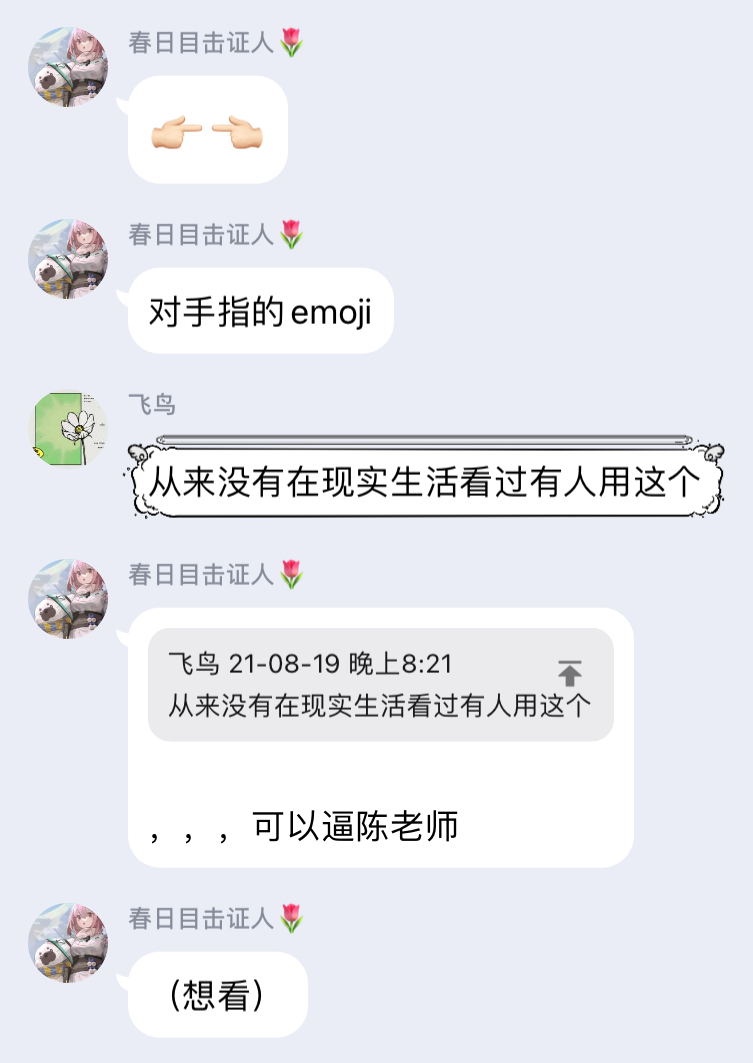 春日目击证人🌷
👉🏻👈🏻
春日目击证人🌷
对手指的emoji
飞鸟
从来没有在现实生活看过有人用这个
春日目击证人🌷
飞鸟 21-08-19 晚上8:21
从来没有在现实生活看过有人用这个
，，，可以逼陈老师
春日目击证人🌷
（想看）